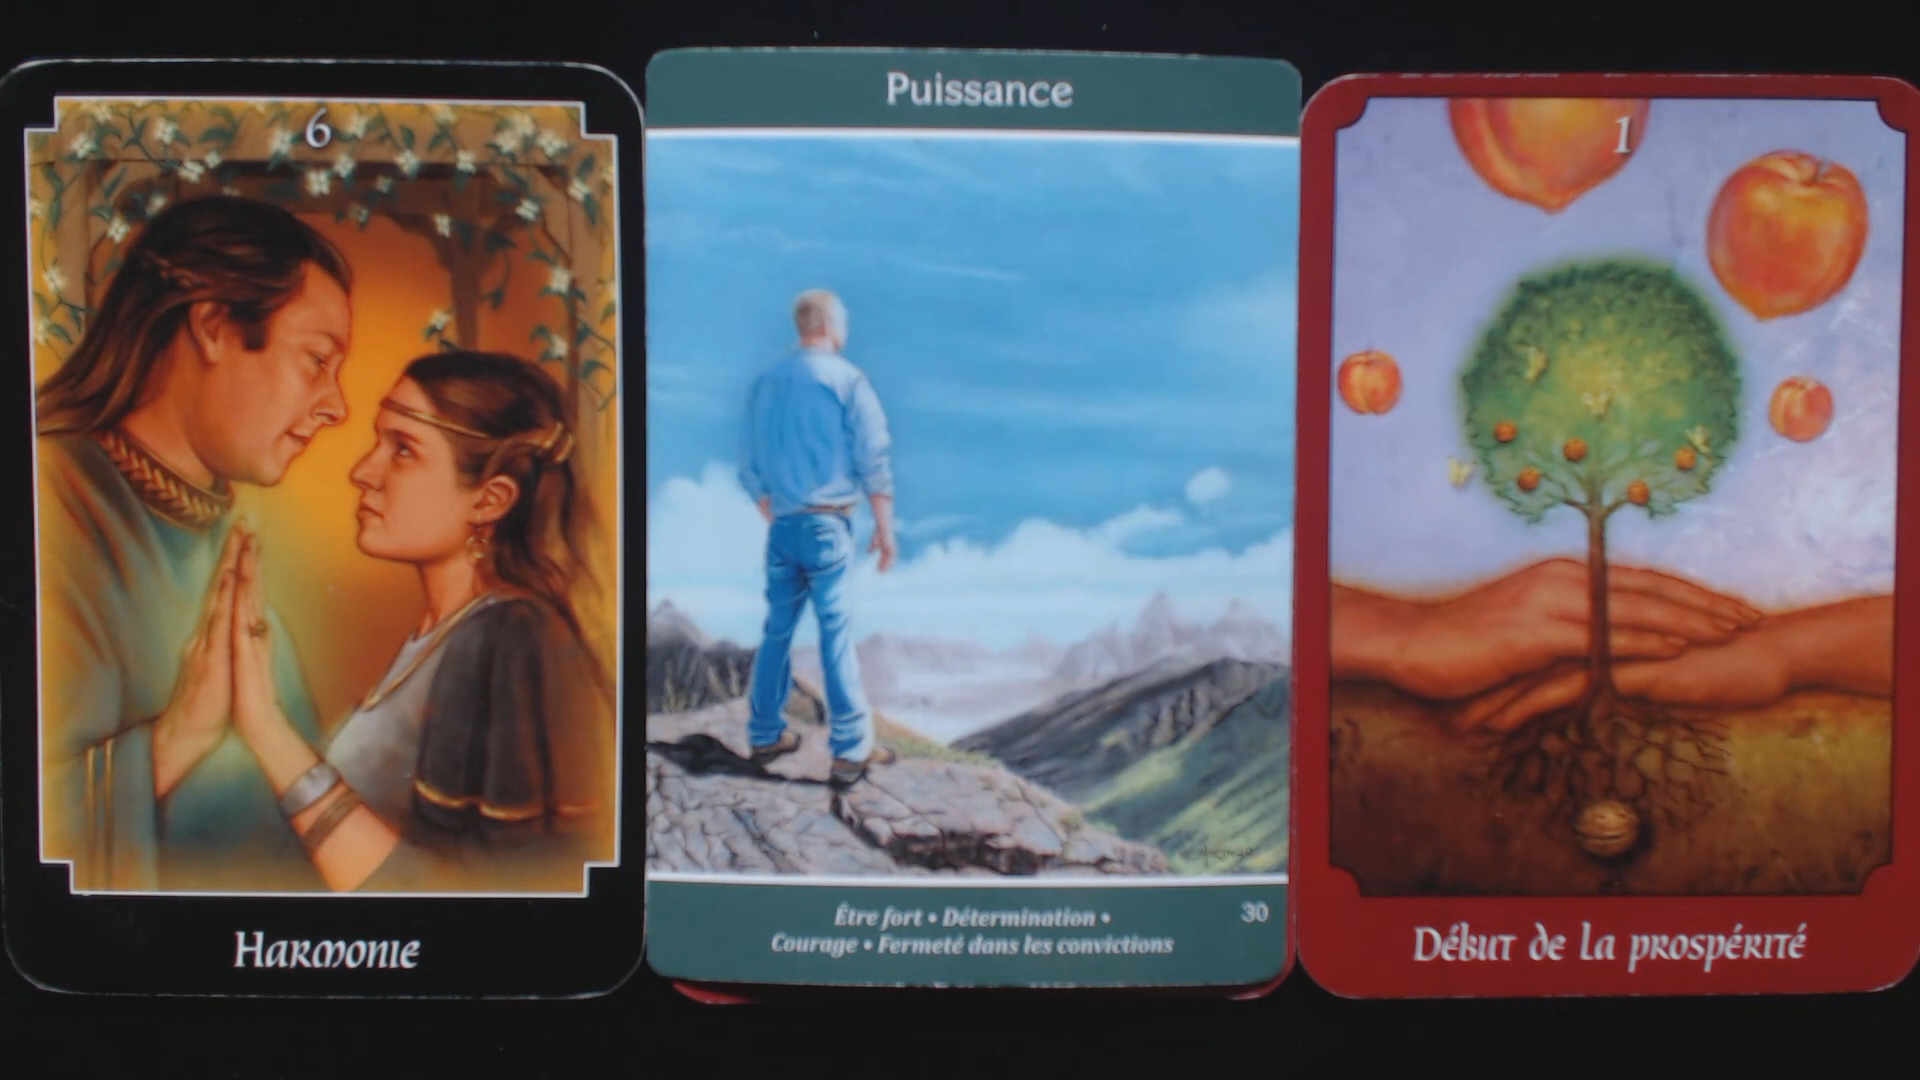 6
Harmonie
Puissance
Être fort • Détermination •
Courage • Fermeté dans les convictions
30
1
Début de la prospérité